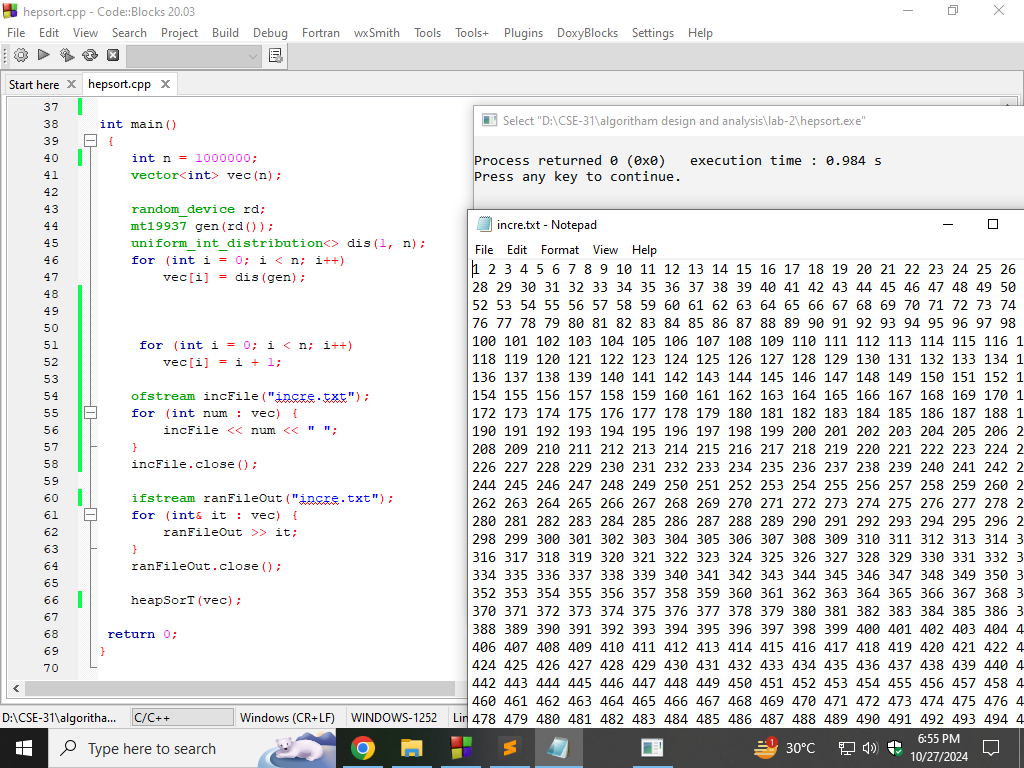 hepsort.cpp - Code::Blocks 20.03
File Edit View Search Project Build Debug Fortran wxSmith Tools Tools+ Plugins DoxyBlocks Settings Help
Start here hepsort.cpp
37
38 int main()
39 {
40 int n = 1000000;
41 vector<int> vec(n);
42
43 random_device rd;
44 mt19937 gen(rd());
45 uniform_int_distribution<> dis(1, n);
46 for (int i = 0; i < n; i++)
47 vec[i] = dis(gen);
48
49
50
51 for (int i = 0; i < n; i++)
52 vec[i] = i + 1;
53
54 ofstream incFile("incre.txt");
55 for (int num : vec) {
56 incFile << num << " ";
57 }
58 incFile.close();
59
60 ifstream ranFileOut("incre.txt");
61 for (int& it : vec) {
62 ranFileOut >> it;
63 }
64 ranFileOut.close();
65
66 heapSorT(vec);
67
68 return 0;
69 }
70
Select "D:\CSE-31\algoritham design and analysis\lab-2\hepsort.exe"
Process returned 0 (0x0) execution time : 0.984 s
Press any key to continue.
incre.txt - Notepad
File Edit Format View Help
1 2 3 4 5 6 7 8 9 10 11 12 13 14 15 16 17 18 19 20 21 22 23 24 25 26
28 29 30 31 32 33 34 35 36 37 38 39 40 41 42 43 44 45 46 47 48 49 50
52 53 54 55 56 57 58 59 60 61 62 63 64 65 66 67 68 69 70 71 72 73 74
76 77 78 79 80 81 82 83 84 85 86 87 88 89 90 91 92 93 94 95 96 97 98
100 101 102 103 104 105 106 107 108 109 110 111 112 113 114 115 116 1
118 119 120 121 122 123 124 125 126 127 128 129 130 131 132 133 134 1
136 137 138 139 140 141 142 143 144 145 146 147 148 149 150 151 152 1
154 155 156 157 158 159 160 161 162 163 164 165 166 167 168 169 170 1
172 173 174 175 176 177 178 179 180 181 182 183 184 185 186 187 188 1
190 191 192 193 194 195 196 197 198 199 200 201 202 203 204 205 206 2
208 209 210 211 212 213 214 215 216 217 218 219 220 221 222 223 224 2
226 227 228 229 230 231 232 233 234 235 236 237 238 239 240 241 242 2
244 245 246 247 248 249 250 251 252 253 254 255 256 257 258 259 260 2
262 263 264 265 266 267 268 269 270 271 272 273 274 275 276 277 278 2
280 281 282 283 284 285 286 287 288 289 290 291 292 293 294 295 296 2
298 299 300 301 302 303 304 305 306 307 308 309 310 311 312 313 314 3
316 317 318 319 320 321 322 323 324 325 326 327 328 329 330 331 332 3
334 335 336 337 338 339 340 341 342 343 344 345 346 347 348 349 350 3
352 353 354 355 356 357 358 359 360 361 362 363 364 365 366 367 368 3
370 371 372 373 374 375 376 377 378 379 380 381 382 383 384 385 386 3
388 389 390 391 392 393 394 395 396 397 398 399 400 401 402 403 404 4
406 407 408 409 410 411 412 413 414 415 416 417 418 419 420 421 422 4
424 425 426 427 428 429 430 431 432 433 434 435 436 437 438 439 440 4
442 443 444 445 446 447 448 449 450 451 452 453 454 455 456 457 458 4
460 461 462 463 464 465 466 467 468 469 470 471 472 473 474 475 476 4
478 479 480 481 482 483 484 485 486 487 488 489 490 491 492 493 494 4
D:\CSE-31\algoritha... C/C++ Windows (CR+LF) WINDOWS-1252 Lin
Type here to search
1
30°C
6:55 PM
10/27/2024